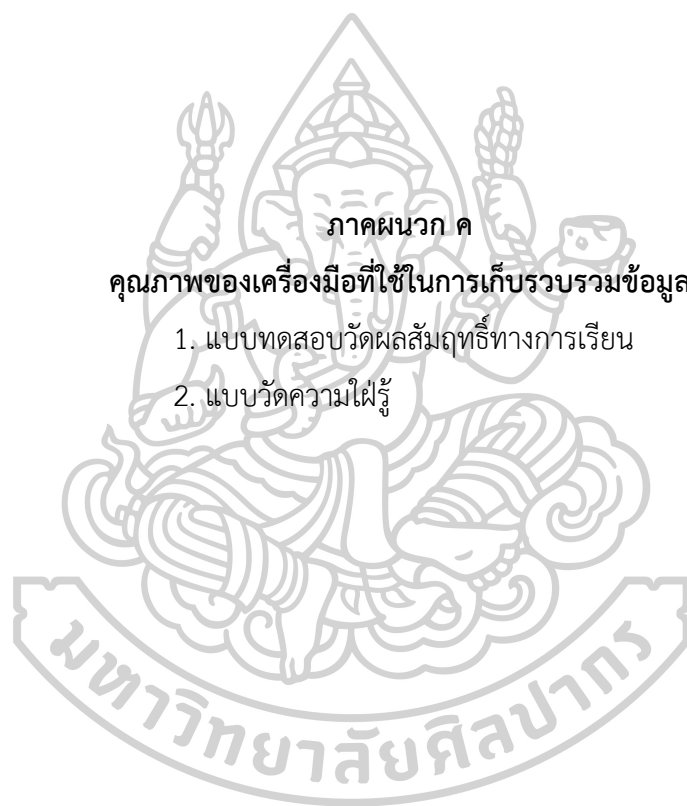 ภาคผนวก ค
คุณภาพของเครื่องมือที่ใช้ในการเก็บรวบรวมข้อมูล
1. แบบทดสอบวัดผลสัมฤทธิ์ทางการเรียน
2. แบบวัดความใฝ่รู้
มหาวิทยาลัยศิลปากร